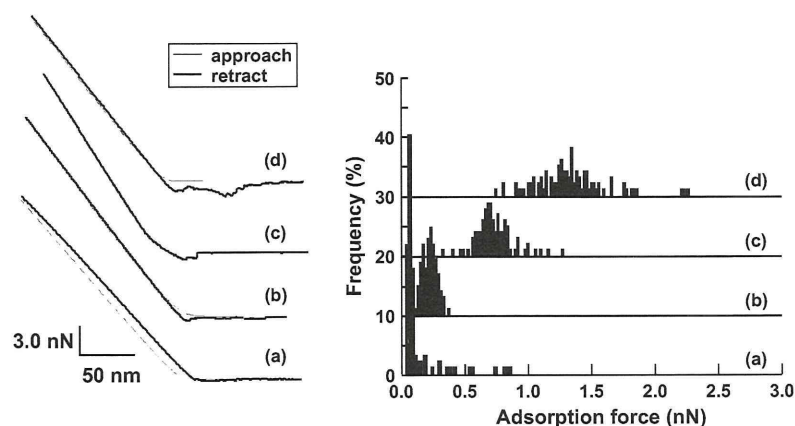 approach
retract
(d)
(c)
(b)
(a)
3.0 nN
50 nm
Frequency (%)
50
40
30
20
10
0
(d)
(c)
(b)
(a)
0.0 0.5 1.0 1.5 2.0 2.5 3.0
Adsorption force (nN)